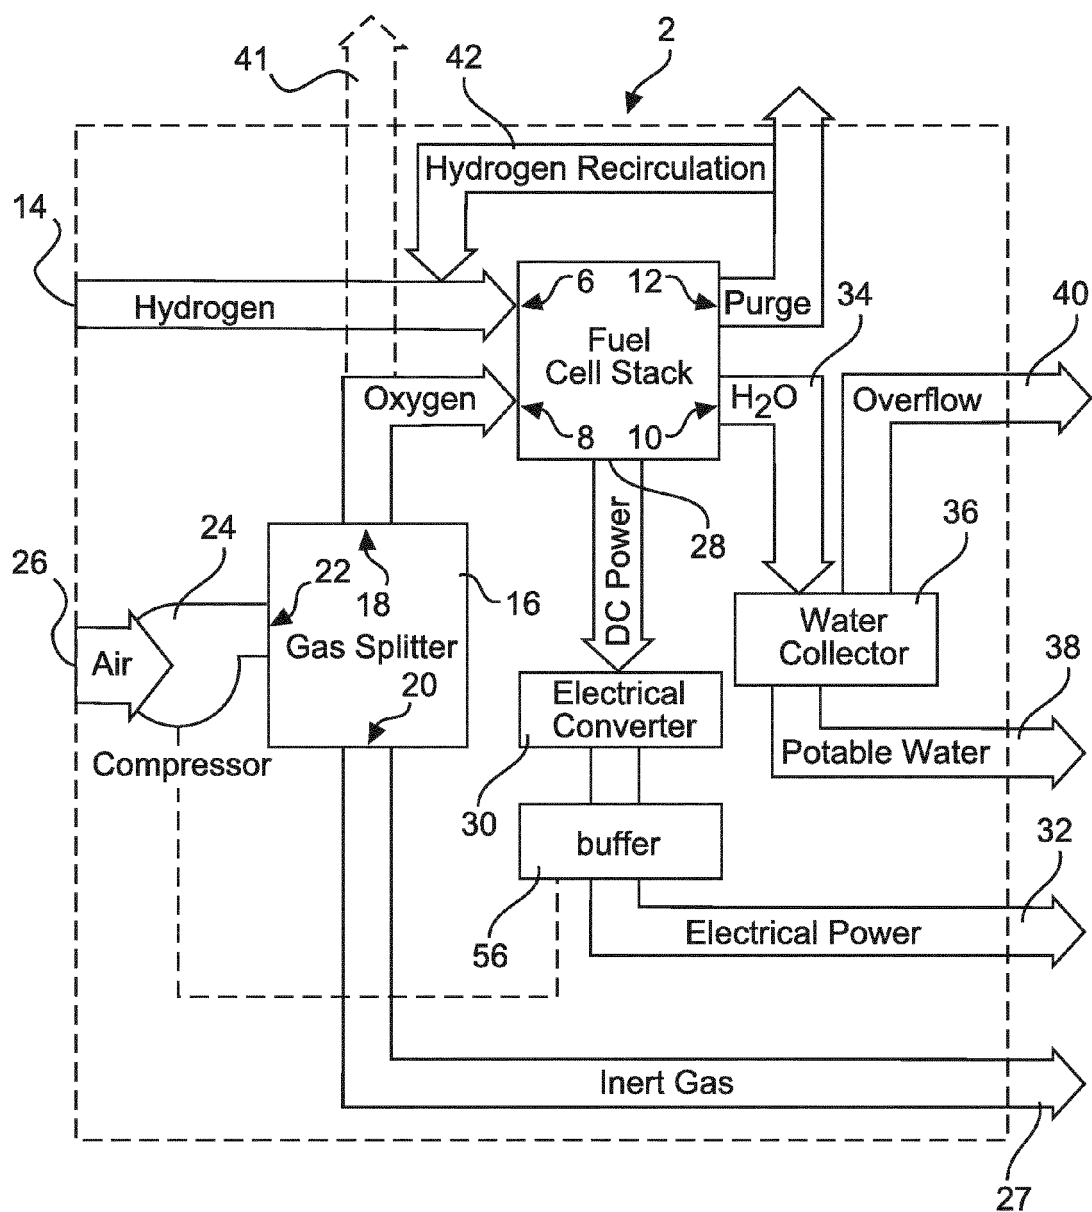 2
41
42
Hydrogen Recirculation
14
Hydrogen
6
12
Purge
34
40
Fuel
Cell Stack
Oxygen
H2O
Overflow
8
10
24
28
36
26
22
18
16
DC Power
Water
Collector
Air
Gas Splitter
38
20
Electrical
Converter
Compressor
Potable Water
30
32
buffer
56
Electrical Power
Inert Gas
27